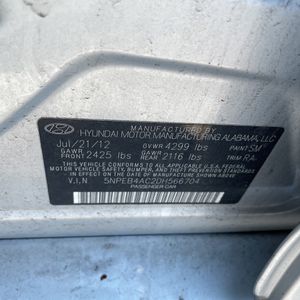 MANUFACTURED BY
HYUNDAI MOTOR MANUFACTURING ALABAMA, LLC
Jul/21/12 GVWR 4299 lbs PAINT SM
GAWR FRONT 2425 lbs GAWR REAR 2116 lbs TRIM RA
THIS VEHICLE CONFORMS TO ALL APPLICABLE U.S.A. FEDERAL
MOTOR VEHICLE SAFETY, BUMPER, AND THEFT PREVENTION
STANDARDS IN EFFECT ON THE DATE OF MANUFACTURE SHOWN ABOVE.
V.I.N 5NPEB4AC2DH566704
PASSENGER CAR